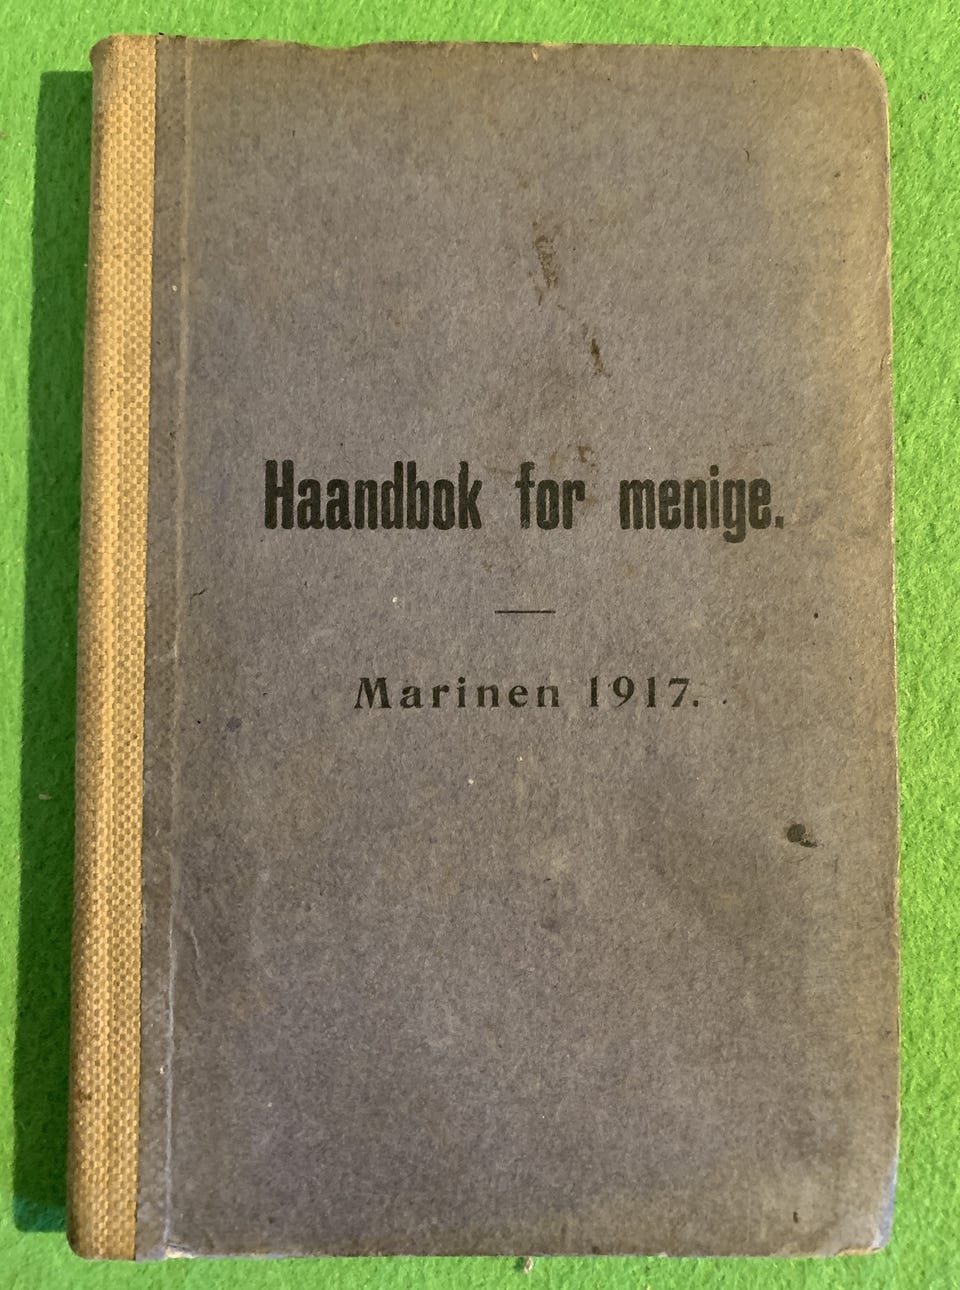 Haandbok for menige.
Marinen 1917.